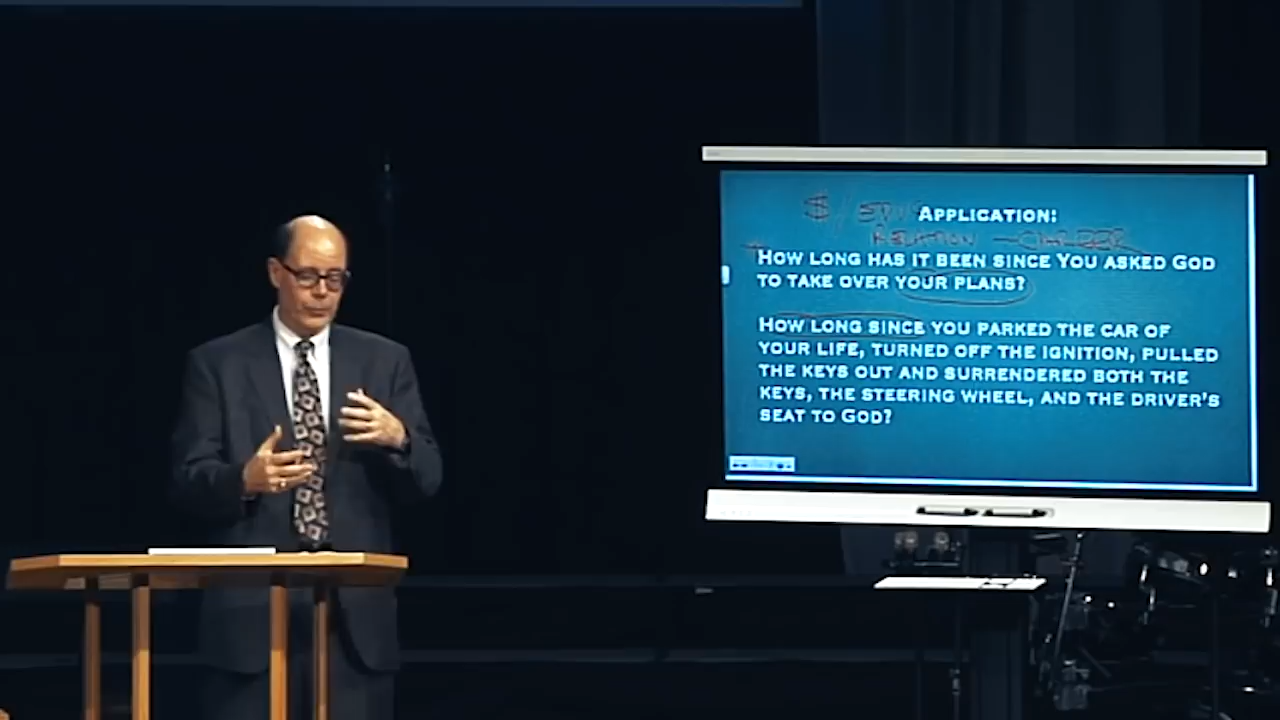 $ /
APPLICATION:
RELATION — CAREER
HOW LONG HAS IT BEEN SINCE YOU ASKED GOD
TO TAKE OVER YOUR PLANS?
HOW LONG SINCE YOU PARKED THE CAR OF
YOUR LIFE, TURNED OFF THE IGNITION, PULLED
THE KEYS OUT AND SURRENDERED BOTH THE
KEYS, THE STEERING WHEEL, AND THE DRIVER'S
SEAT TO GOD?